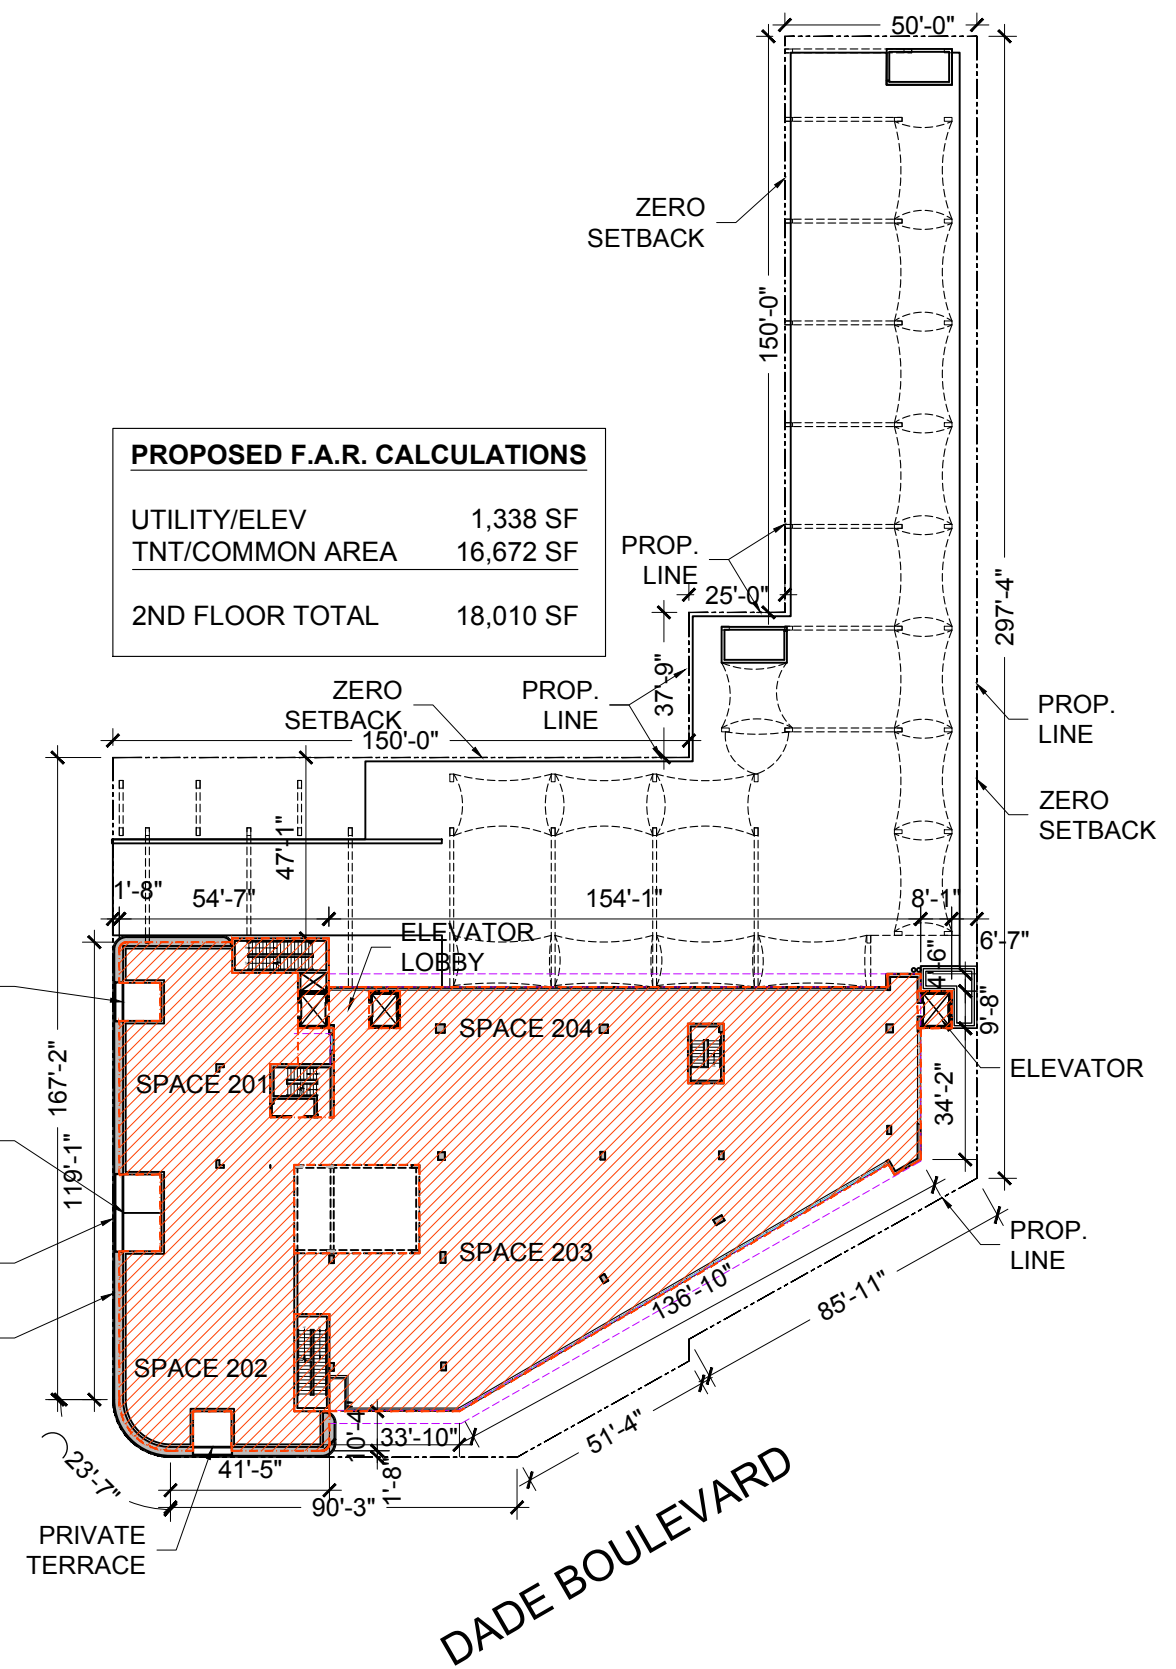 50'-0"
ZERO
SETBACK
150'-0"
297'-4"
PROPOSED F.A.R. CALCULATIONS
UTILITY/ELEV 1,338 SF
TNT/COMMON AREA 16,672 SF
2ND FLOOR TOTAL 18,010 SF
PROP.
LINE
25'-0"
37'-9"
ZERO
SETBACK
PROP.
LINE
150'-0"
PROP.
LINE
ZERO
SETBACK
47'-1"
1'-8"
54'-7"
154'-1"
8'-1"
6'-7"
ELEVATOR
LOBBY
4'-6"
9'-8"
SPACE 204
ELEVATOR
SPACE 201
34'-2"
167'-2"
119'-1"
SPACE 203
PROP.
LINE
136'-10"
85'-11"
SPACE 202
51'-4"
10'-4"
33'-10"
1'-8"
23'-7"
41'-5"
90'-3"
PRIVATE
TERRACE
DADE BOULEVARD